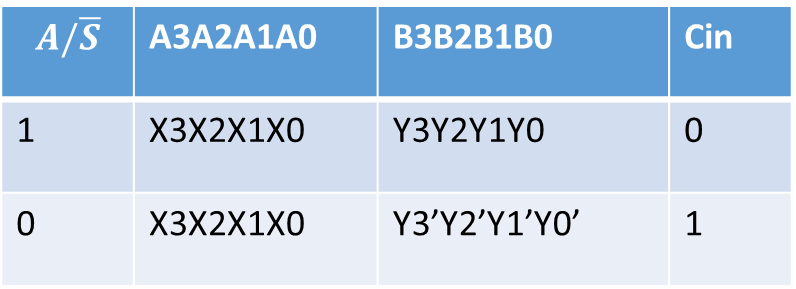 A/S̅ A3A2A1A0 B3B2B1B0 Cin
1 X3X2X1X0 Y3Y2Y1Y0 0
0 X3X2X1X0 Y3’Y2’Y1’Y0’ 1